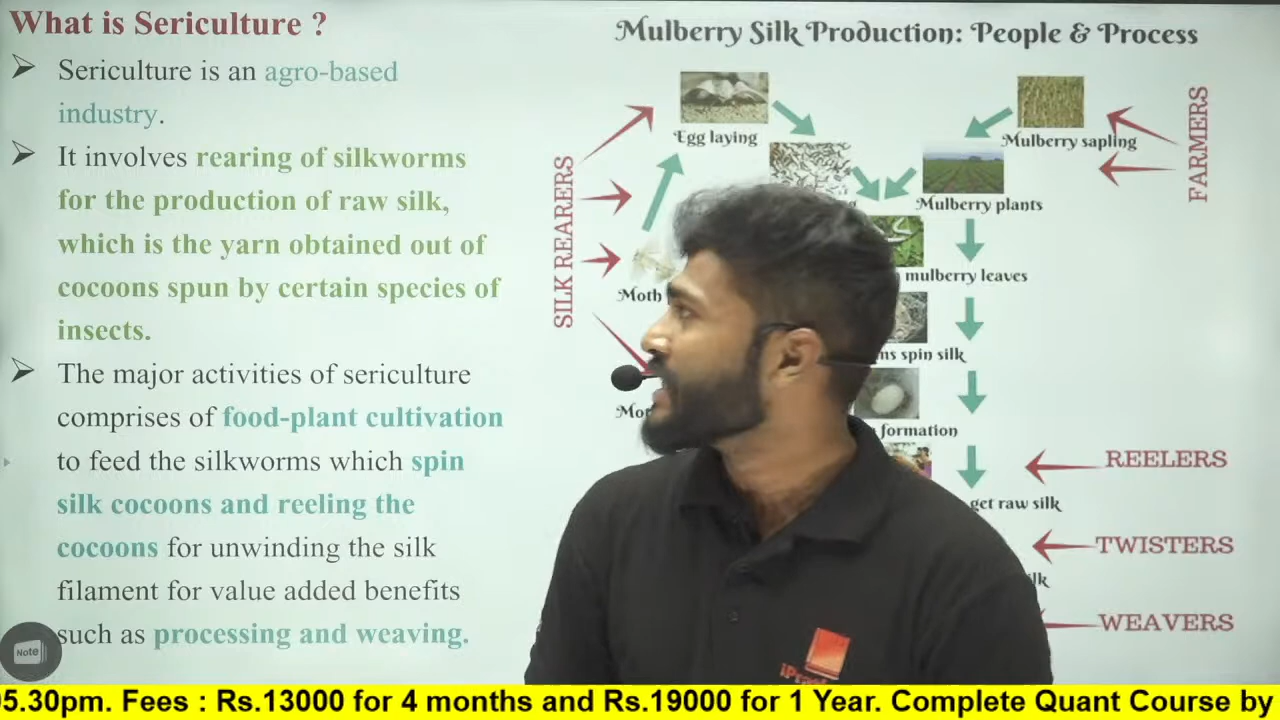 What is Sericulture ?
Sericulture is an agro-based
industry.
It involves rearing of silkworms
for the production of raw silk,
which is the yarn obtained out of
cocoons spun by certain species of
insects.
The major activities of sericulture
comprises of food-plant cultivation
to feed the silkworms which spin
silk cocoons and reeling the
cocoons for unwinding the silk
filament for value added benefits
such as processing and weaving.
Note
Mulberry Silk Production: People & Process
Egg laying
Mulberry sapling
FARMERS
SILK REARERS
Mulberry plants
mulberry leaves
Moth
spin silk
formation
REELERS
get raw silk
TWISTERS
WEAVERS
5.30pm. Fees : Rs.13000 for 4 months and Rs.19000 for 1 Year. Complete Quant Course by